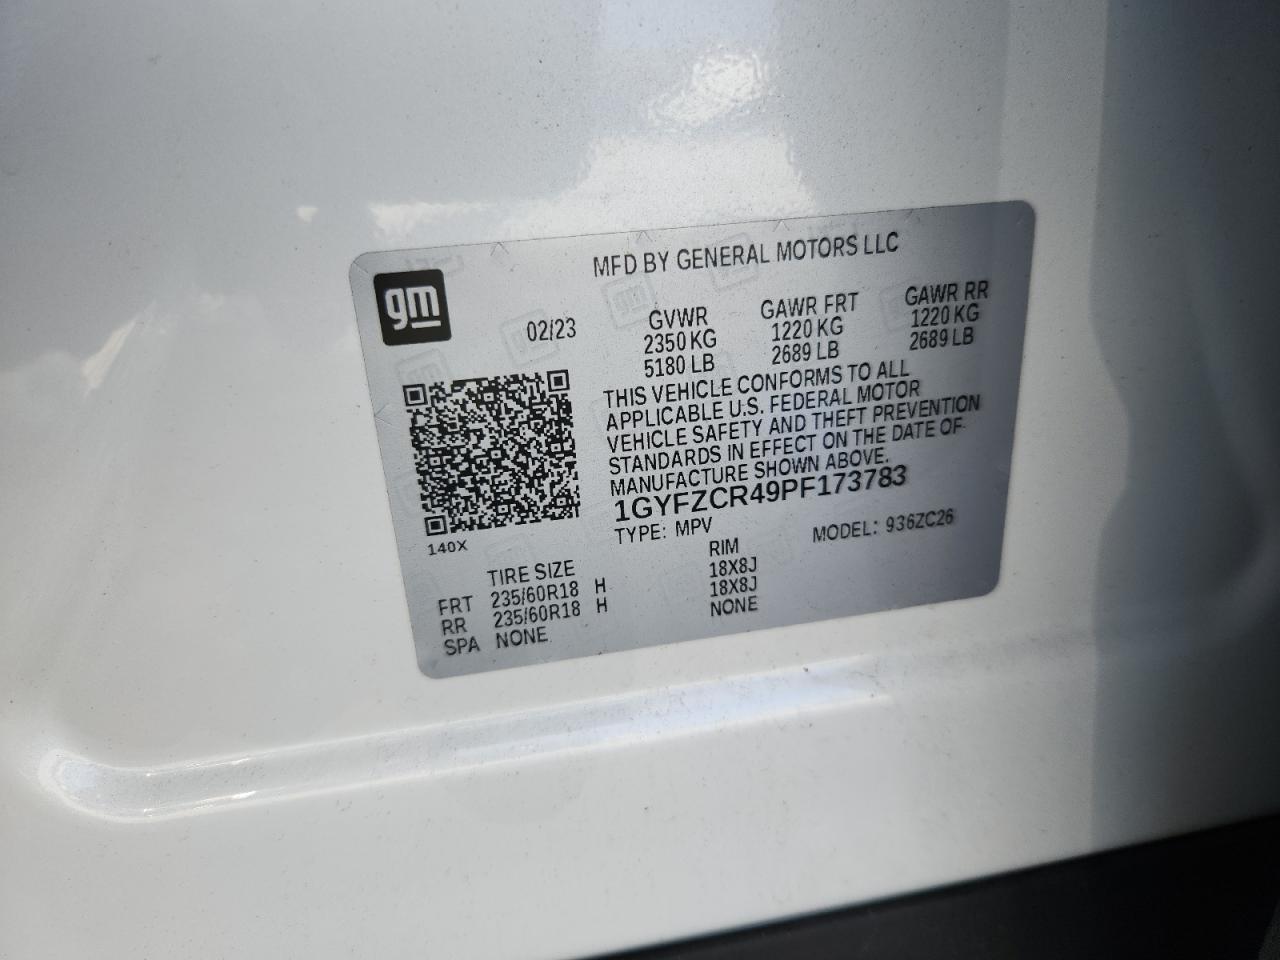 MFD BY GENERAL MOTORS LLC
gm
02/23
GVWR
2350 KG
5180 LB
GAWR FRT
1220 KG
2689 LB
GAWR RR
1220 KG
2689 LB
THIS VEHICLE CONFORMS TO ALL
APPLICABLE U.S. FEDERAL MOTOR
VEHICLE SAFETY AND THEFT PREVENTION
STANDARDS IN EFFECT ON THE DATE OF
MANUFACTURE SHOWN ABOVE.
1GYFZCR49PF173783
TYPE: MPV
MODEL: 936ZC26
140X
TIRE SIZE RIM
FRT 235/60R18 H 18X8J
RR 235/60R18 H 18X8J
SPA NONE NONE